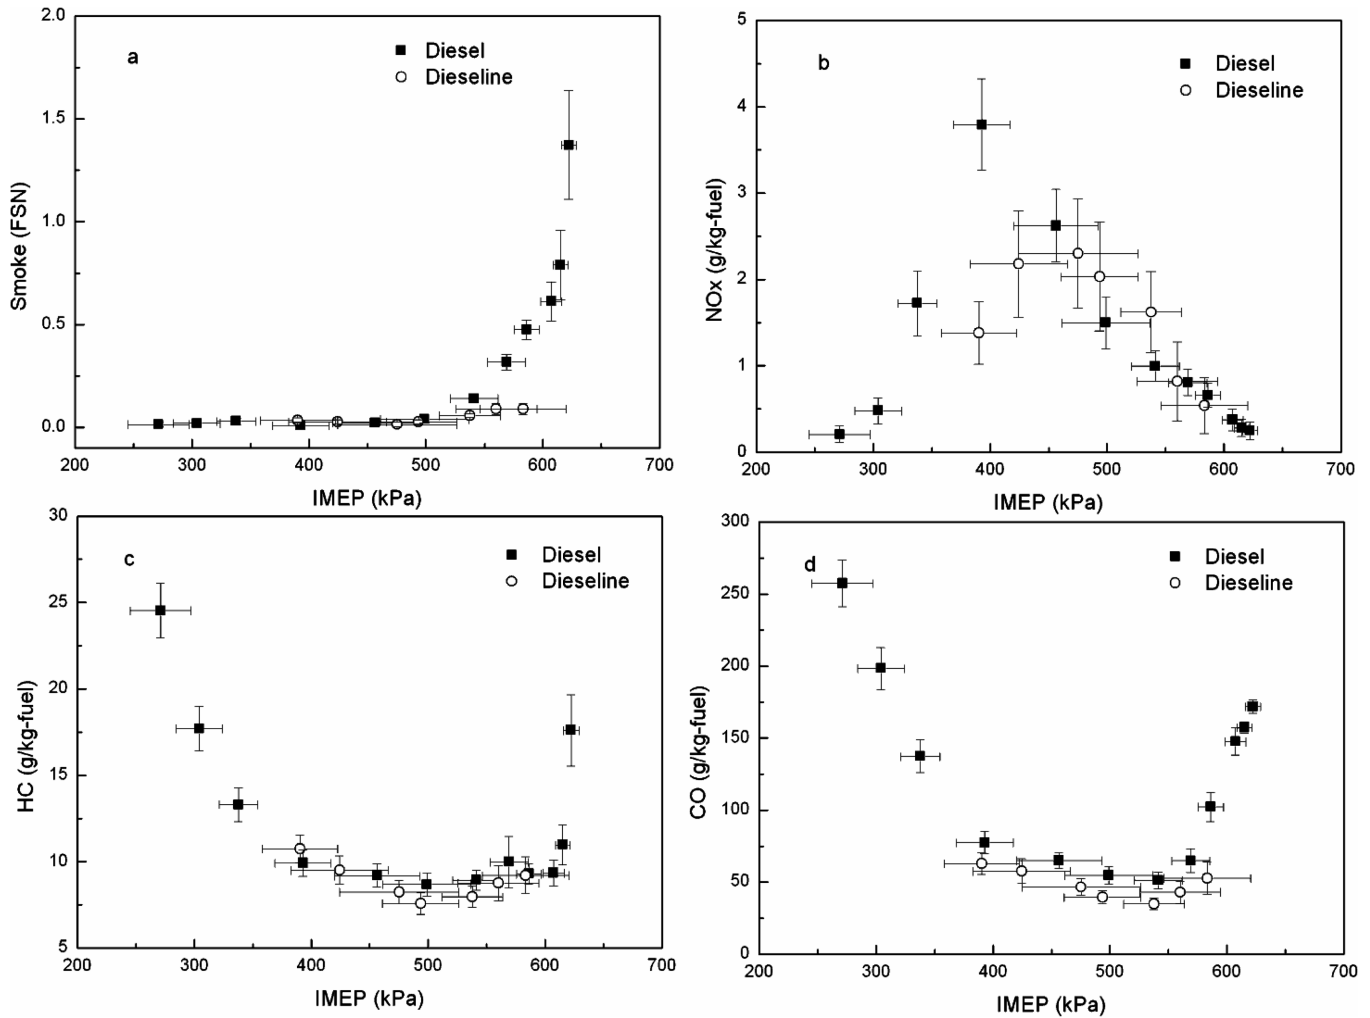 a
Diesel
Dieseline
Smoke (FSN)
2.0
1.5
1.0
0.5
0.0
200 300 400 500 600 700
IMEP (kPa)
b
Diesel
Dieseline
NOx (g/kg-fuel)
5
4
3
2
1
0
200 300 400 500 600 700
IMEP (kPa)
c
Diesel
Dieseline
HC (g/kg-fuel)
30
25
20
15
10
5
200 300 400 500 600 700
IMEP (kPa)
d
Diesel
Dieseline
CO (g/kg-fuel)
300
250
200
150
100
50
0
200 300 400 500 600 700
IMEP (kPa)